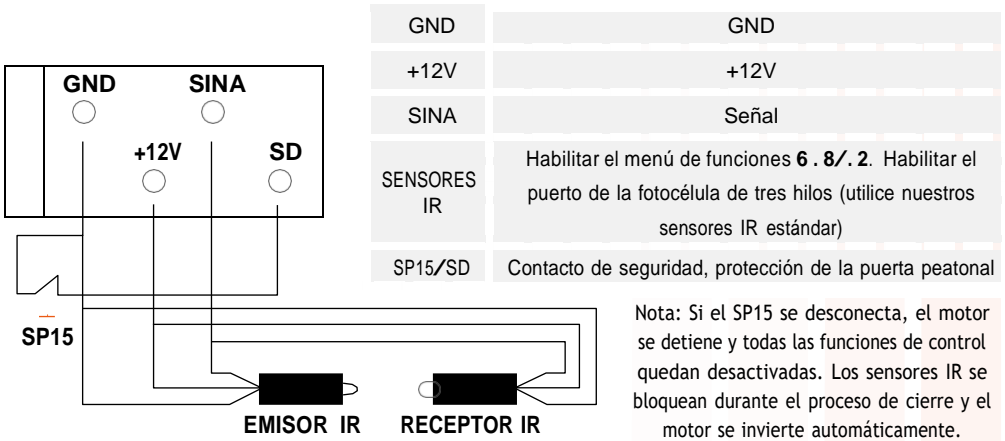 GND
SINA
+12V
SD
SP15
EMISOR IR
RECEPTOR IR
GND
GND
+12V
+12V
SINA
Señal
SENSORES
IR
Habilitar el menú de funciones 6 . 8/. 2. Habilitar el
puerto de la fotocélula de tres hilos (utilice nuestros
sensores IR estándar)
SP15/SD
Contacto de seguridad, protección de la puerta peatonal
Nota: Si el SP15 se desconecta, el motor
se detiene y todas las funciones de control
quedan desactivadas. Los sensores IR se
bloquean durante el proceso de cierre y el
motor se invierte automáticamente.